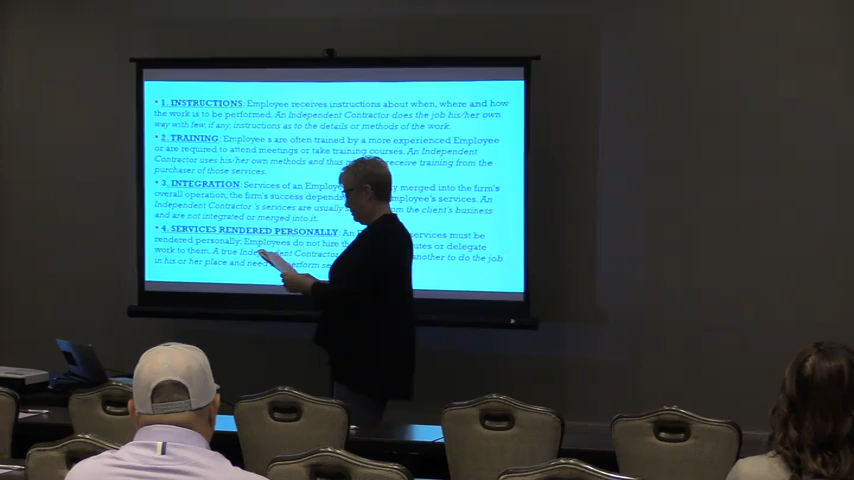 • 1. INSTRUCTIONS: Employee receives instructions about when, where and how
the work is to be performed. An Independent Contractor does the job his/her own
way with few, if any, instructions as to the details or methods of the work.
• 2. TRAINING: Employee s are often trained by a more experienced Employee
or are required to attend meetings or take training courses. An Independent
Contractor uses his/her own methods and thus receive training from the
purchaser of those services.
• 3. INTEGRATION: Services of an merged into the firm's
overall operation; the firm's success employee's services. An
Independent Contractor 's services are usually from the client's business
and are not integrated or merged into it.
• 4. SERVICES RENDERED PERSONALLY: An services must be
rendered personally; Employees do not hire or delegate
work to them. A true Independent Contractor another to do the job
in his or her place and need